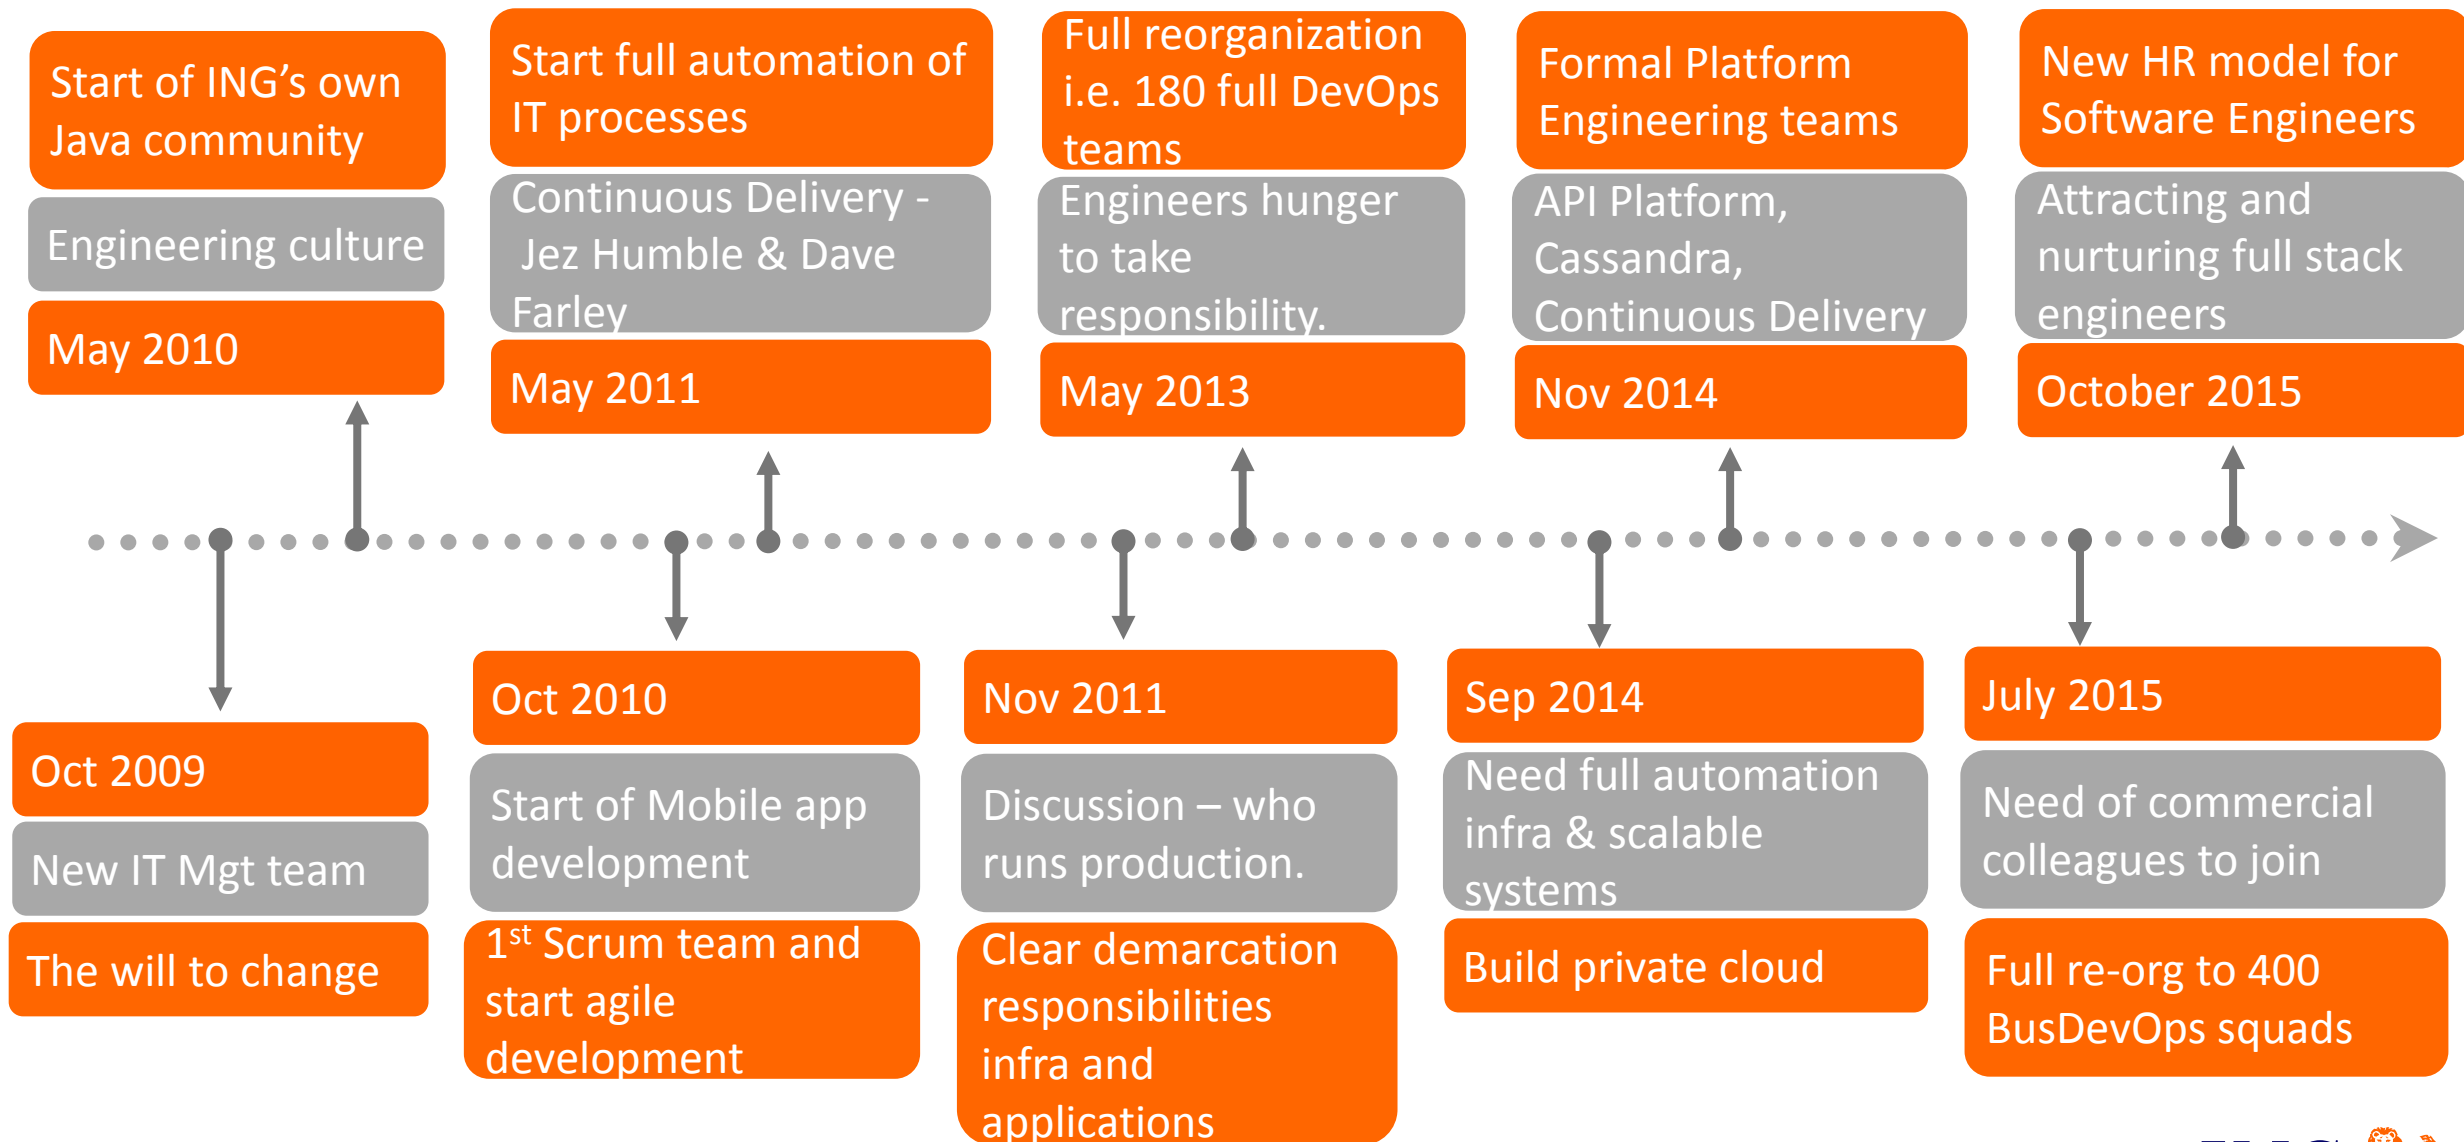 Start of ING’s own
Java community
Engineering culture
May 2010
Start full automation of
IT processes
Continuous Delivery -
Jez Humble & Dave
Farley
May 2011
Full reorganization
i.e. 180 full DevOps
teams
Engineers hunger
to take
responsibility.
May 2013
Formal Platform
Engineering teams
API Platform,
Cassandra,
Continuous Delivery
Nov 2014
New HR model for
Software Engineers
Attracting and
nurturing full stack
engineers
October 2015
Oct 2009
New IT Mgt team
The will to change
Oct 2010
Start of Mobile app
development
1st Scrum team and
start agile
development
Nov 2011
Discussion – who
runs production.
Clear demarcation
responsibilities
infra and
applications
Sep 2014
Need full automation
infra & scalable
systems
Build private cloud
July 2015
Need of commercial
colleagues to join
Full re-org to 400
BusDevOps squads